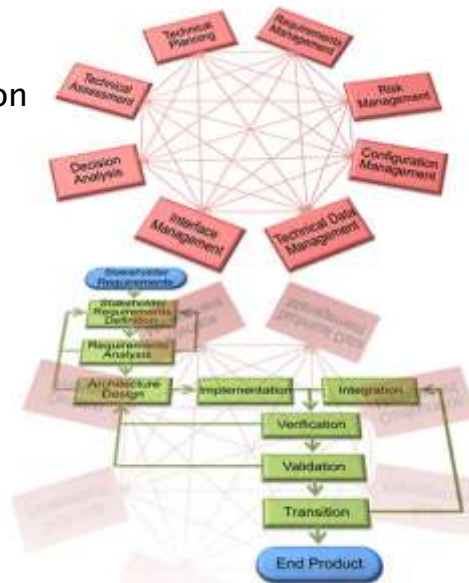 on
Technical
Planning
Requirements
Management
Technical
Assessment
Risk
Management
Decision
Analysis
Configuration
Management
Interface
Management
Technical Data
Management
Stakeholder
Requirements
Stakeholder
Requirements
Definition
Requirements
Analysis
Architecture
Design
Implementation
Integration
Verification
Validation
Transition
End Product